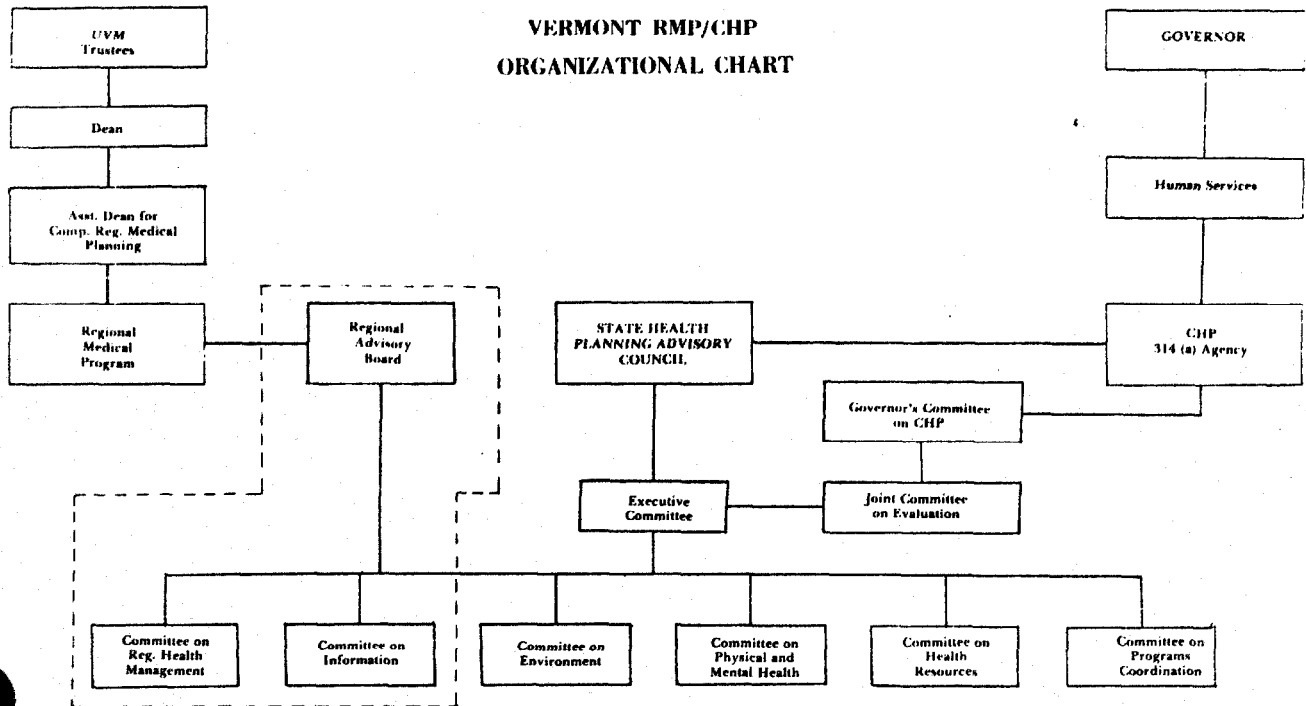 VERMONT RMP/CHP
ORGANIZATIONAL CHART
UVM
Trustees
GOVERNOR
Dean
Human Services
Asst. Dean for
Comp. Reg. Medical
Planning
Regional
Medical
Program
Regional
Advisory
Board
STATE HEALTH
PLANNING ADVISORY
COUNCIL
CHP
314 (a) Agency
Governor's Committee
on CHP
Executive
Committee
Joint Committee
on Evaluation
Committee on
Reg. Health
Management
Committee on
Information
Committee on
Environment
Committee on
Physical and
Mental Health
Committee on
Health
Resources
Committee on
Programs
Coordination